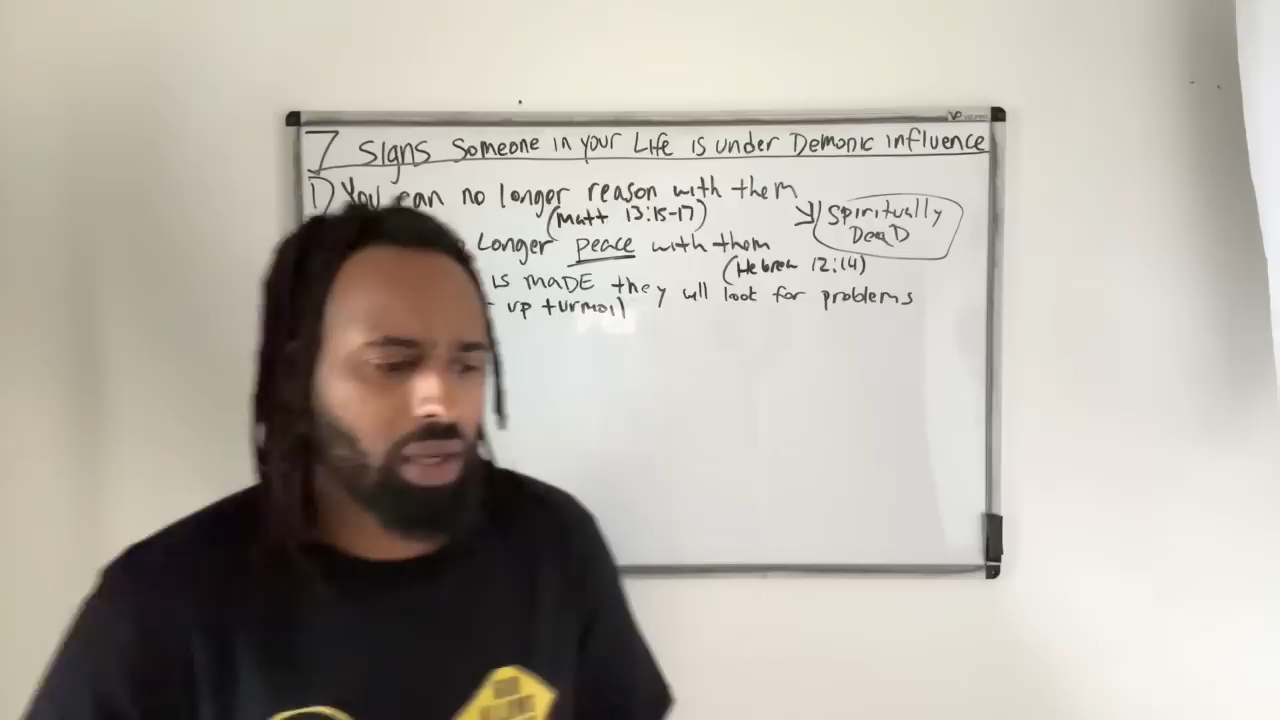 7 Signs Someone in your Life is under Demonic influence
1) You can no longer reason with them
(Matt 13:15-17)
Spiritually
DeaD
Longer peace with them
(Hebrew 12:14)
is maDE they will look for problems
up turmoil